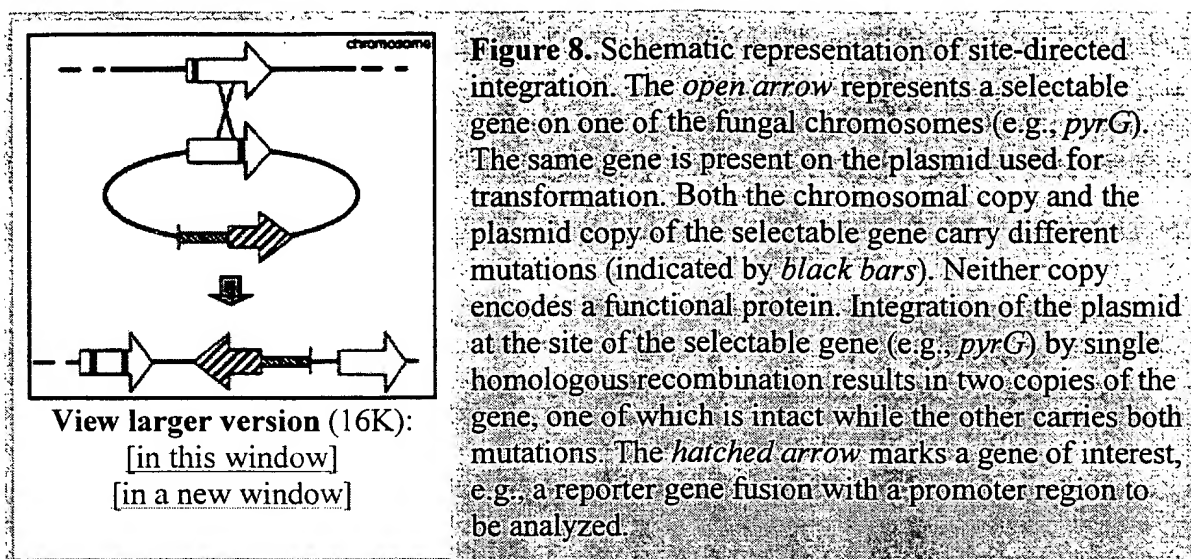 chromosome
View larger version (16K):
[in this window]
[in a new window]
Figure 8. Schematic representation of site-directed
integration. The open arrow represents a selectable
gene on one of the fungal chromosomes (e.g., pyrG).
The same gene is present on the plasmid used for
transformation. Both the chromosomal copy and the
plasmid copy of the selectable gene carry different
mutations (indicated by black bars). Neither copy
encodes a functional protein. Integration of the plasmid
at the site of the selectable gene (e.g., pyrG) by single
homologous recombination results in two copies of the
gene, one of which is intact while the other carries both
mutations. The hatched arrow marks a gene of interest,
e.g., a reporter gene fusion with a promoter region to
be analyzed.